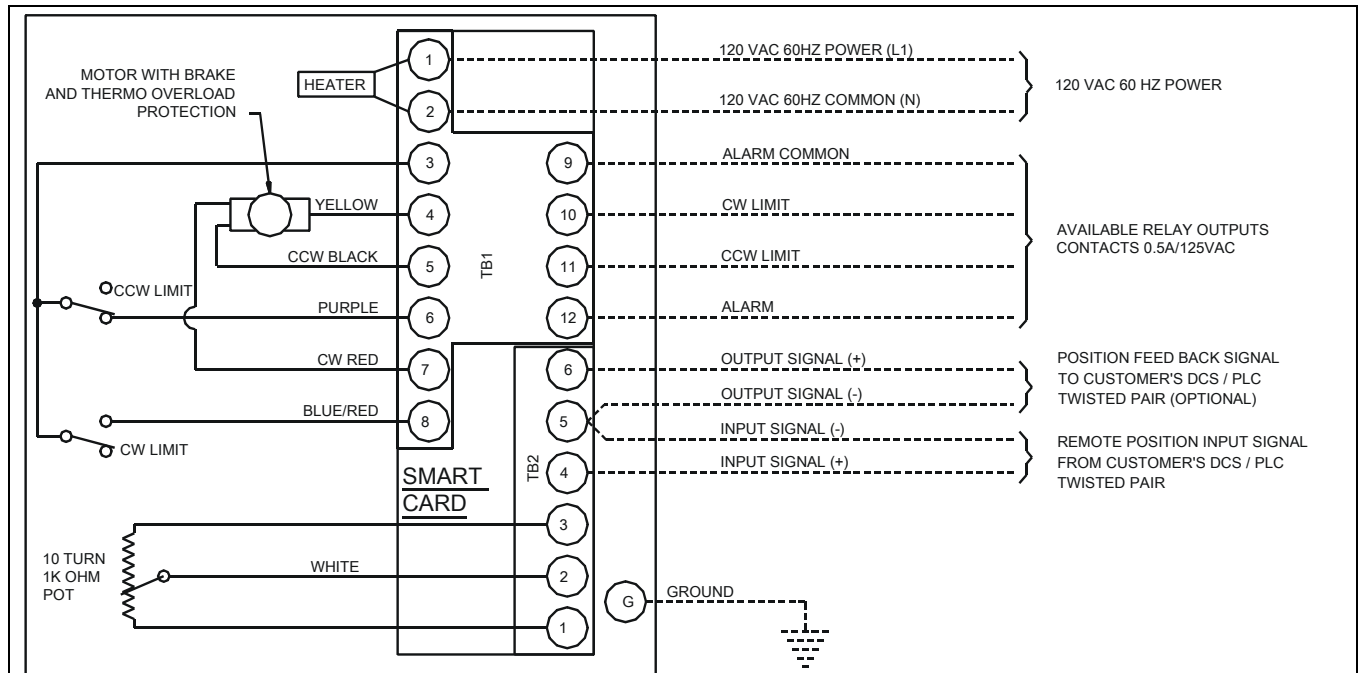 MOTOR WITH BRAKE
AND THERMO OVERLOAD
PROTECTION
HEATER
1
2
3
4
5
6
7
8
YELLOW
CCW BLACK
CCW LIMIT
PURPLE
CW RED
BLUE/RED
CW LIMIT
TB1
9
10
11
12
SMART
CARD
TB2
6
5
4
3
2
1
10 TURN
1K OHM
POT
WHITE
G
GROUND
120 VAC 60HZ POWER (L1)
120 VAC 60HZ COMMON (N)
120 VAC 60 HZ POWER
ALARM COMMON
CW LIMIT
CCW LIMIT
ALARM
AVAILABLE RELAY OUTPUTS
CONTACTS 0.5A/125VAC
OUTPUT SIGNAL (+)
OUTPUT SIGNAL (-)
INPUT SIGNAL (-)
INPUT SIGNAL (+)
POSITION FEED BACK SIGNAL
TO CUSTOMER'S DCS / PLC
TWISTED PAIR (OPTIONAL)
REMOTE POSITION INPUT SIGNAL
FROM CUSTOMER'S DCS / PLC
TWISTED PAIR